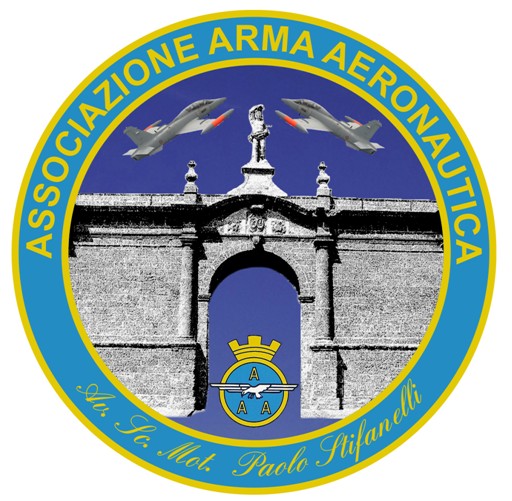 ASSOCIAZIONE ARMA AERONAUTICA
A
A A
Av. Sc. Mot. Paolo Stifanelli